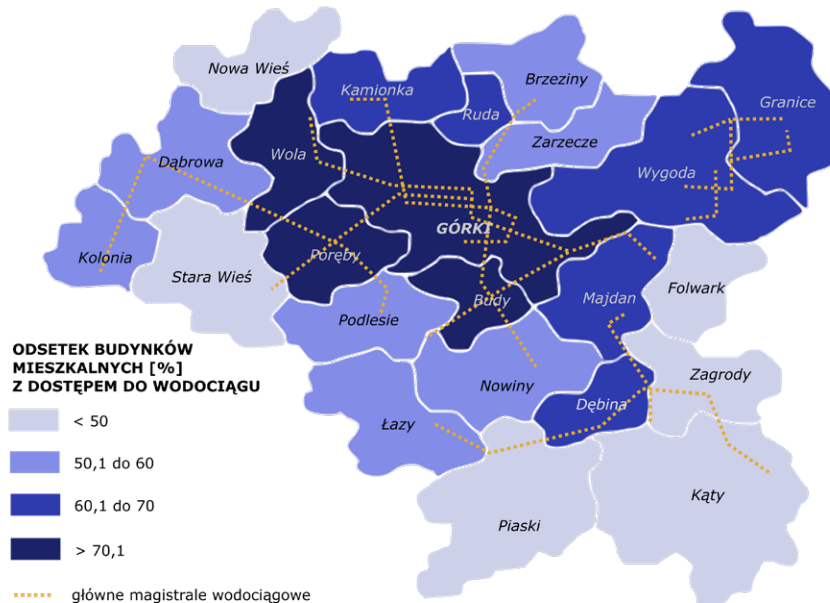 Nowa Wieś
Kamionka
Brzeziny
Granice
Ruda
Zarzecze
Wola
Dąbrowa
Wygoda
GÓRKI
Kolonia
Stara Wieś
Poręby
Budy
Majdan
Folwark
Podlesie
Nowiny
Zagrody
Dębina
Łazy
Kąty
Piaski
ODSETEK BUDYNKÓW
MIESZKALNYCH [%]
Z DOSTĘPEM DO WODOCIĄGU
< 50
50,1 do 60
60,1 do 70
> 70,1
główne magistrale wodociągowe